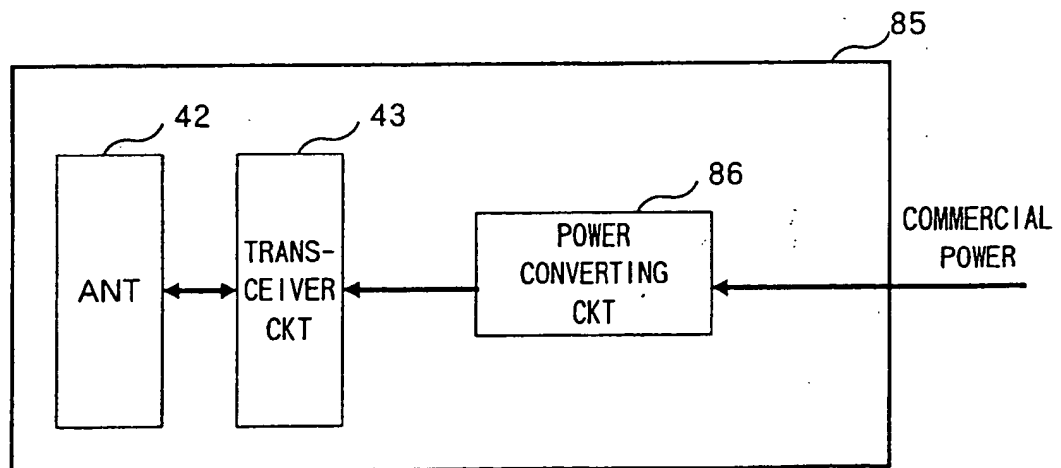 85
42
43
86
ANT
TRANS-
CEIVER
CKT
POWER
CONVERTING
CKT
COMMERCIAL
POWER